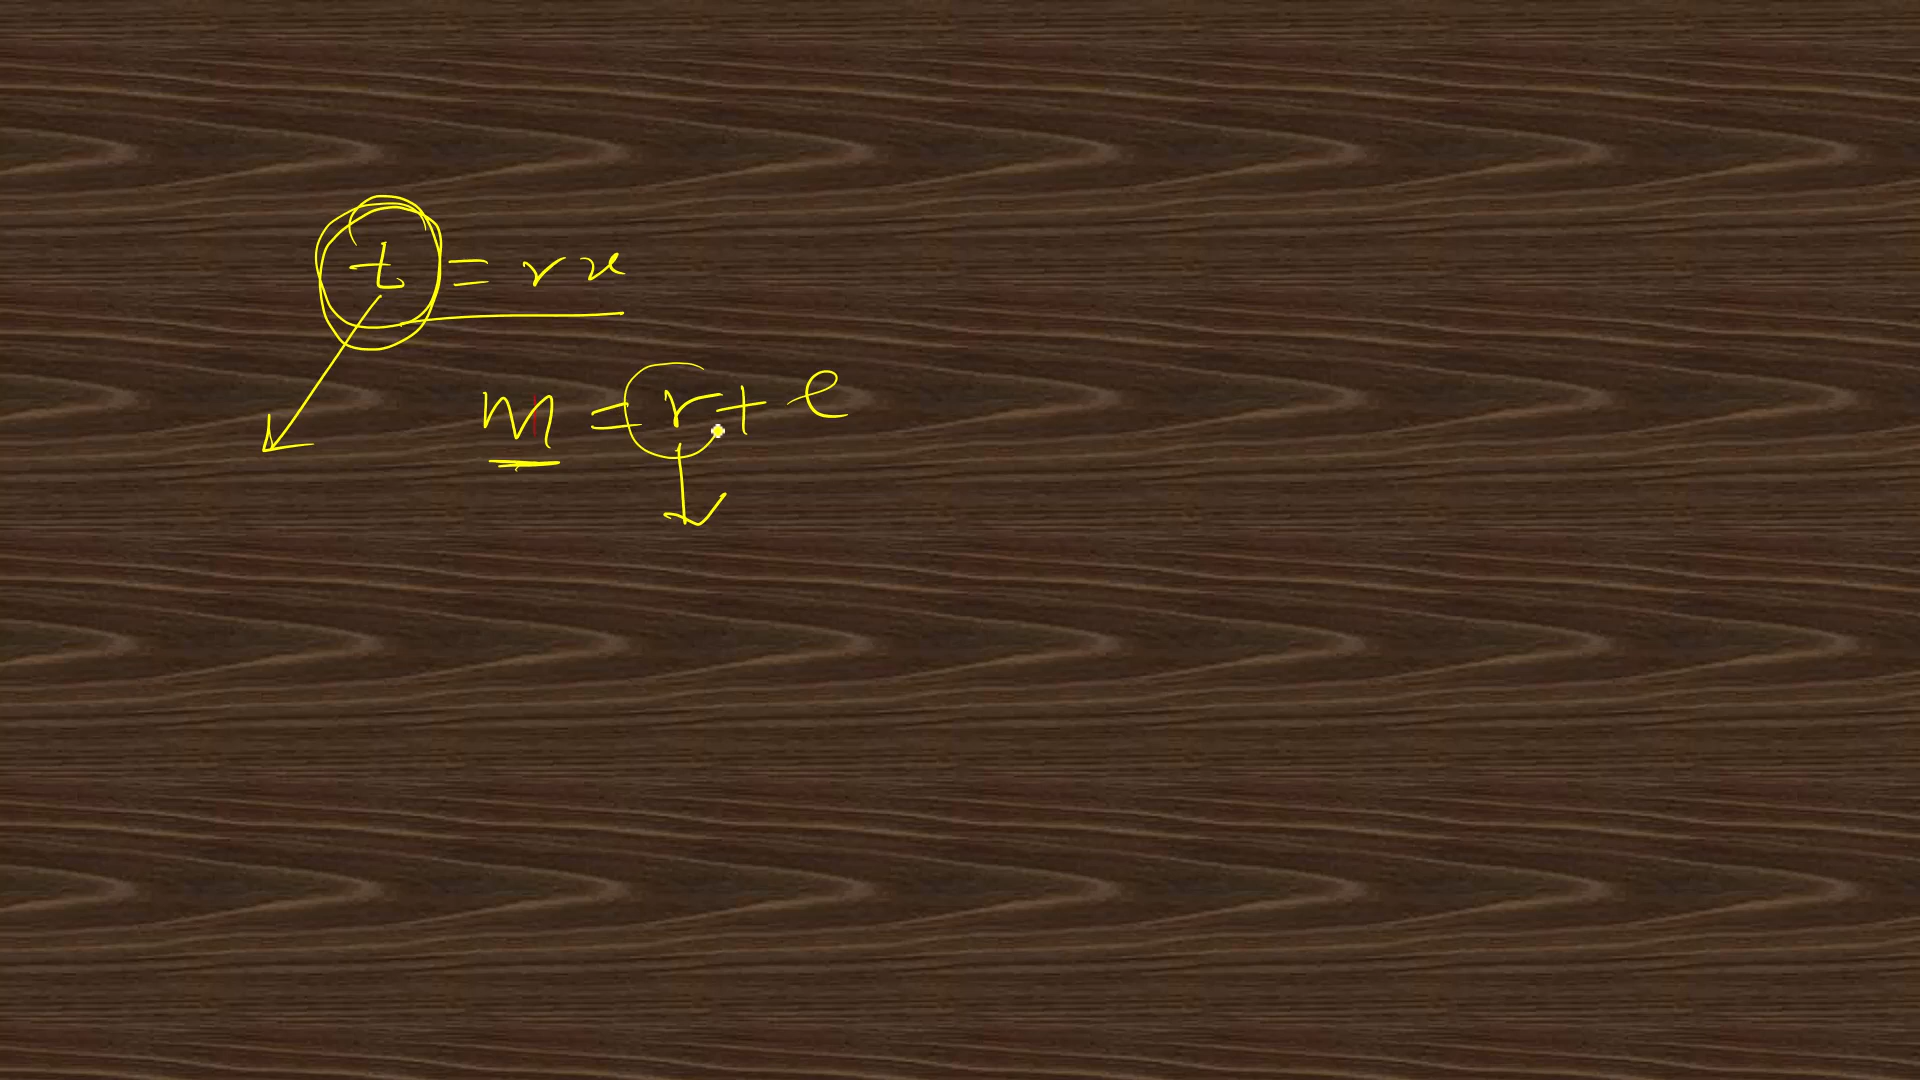 t = rx
m = r + e